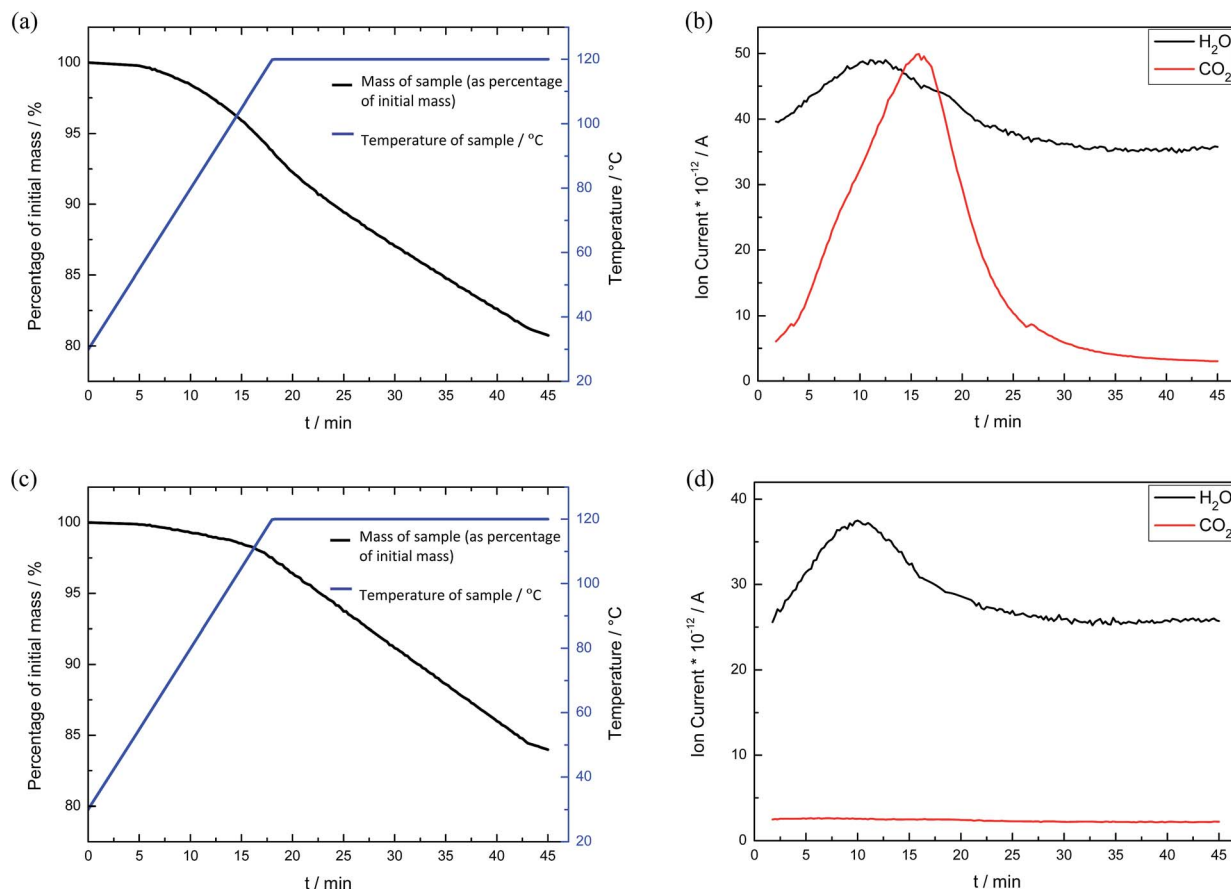 (a)
Percentage of initial mass / %
100
95
90
85
80
0 5 10 15 20 25 30 35 40 45
t / min
Mass of sample (as percentage
of initial mass)
Temperature of sample / °C
120
100
80
60
40
20
Temperature / °C
(b)
Ion Current * 10⁻¹² / A
50
40
30
20
10
0
0 5 10 15 20 25 30 35 40 45
t / min
H₂O
CO₂
(c)
Percentage of initial mass / %
100
95
90
85
80
0 5 10 15 20 25 30 35 40 45
t / min
Mass of sample (as percentage
of initial mass)
Temperature of sample / °C
120
100
80
60
40
20
Temperature / °C
(d)
Ion Current * 10⁻¹² / A
40
30
20
10
0
0 5 10 15 20 25 30 35 40 45
t / min
H₂O
CO₂